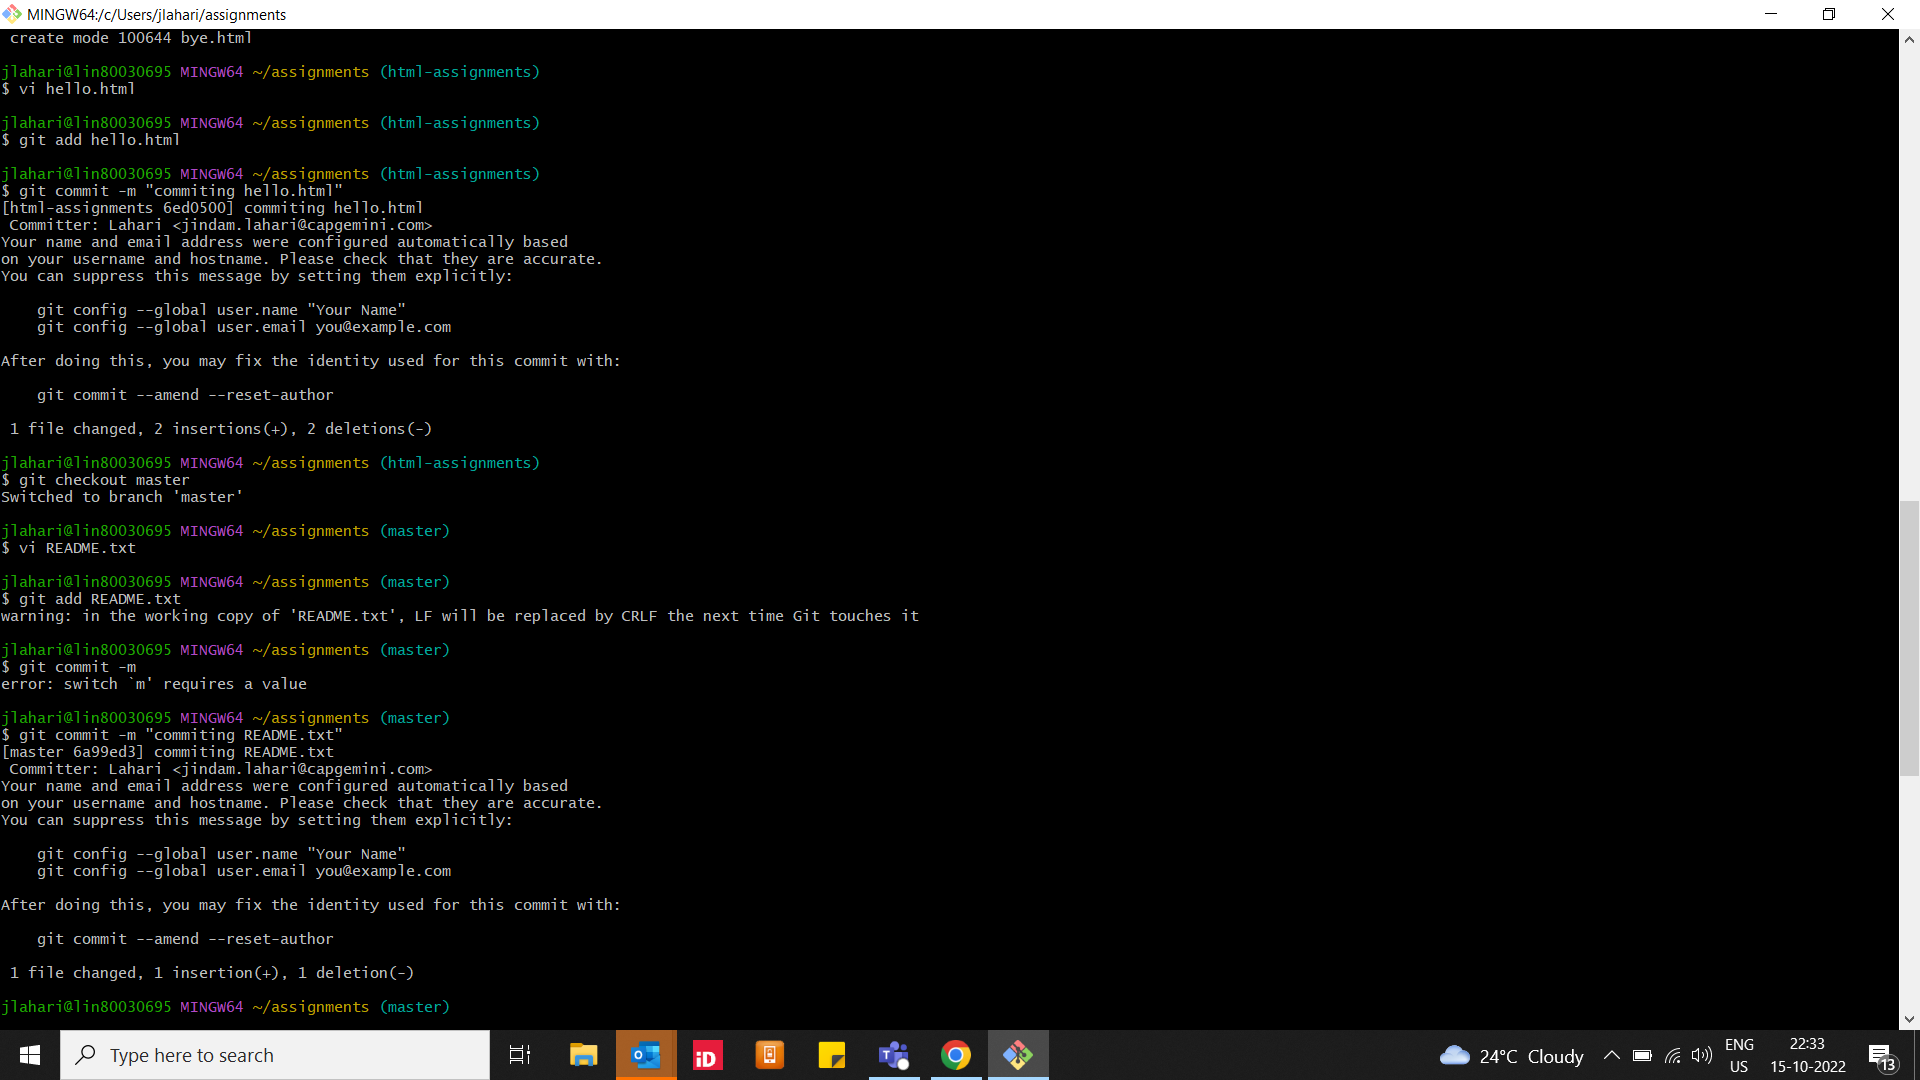 MINGW64:/c/Users/jlahari/assignments
 create mode 100644 bye.html
jlahari@lin80030695 MINGW64 ~/assignments (html-assignments)
$ vi hello.html
jlahari@lin80030695 MINGW64 ~/assignments (html-assignments)
$ git add hello.html
jlahari@lin80030695 MINGW64 ~/assignments (html-assignments)
$ git commit -m "commiting hello.html"
[html-assignments 6ed0500] commiting hello.html
 Committer: Lahari <jindam.lahari@capgemini.com>
Your name and email address were configured automatically based
on your username and hostname. Please check that they are accurate.
You can suppress this message by setting them explicitly:
    git config --global user.name "Your Name"
    git config --global user.email you@example.com
After doing this, you may fix the identity used for this commit with:
    git commit --amend --reset-author
 1 file changed, 2 insertions(+), 2 deletions(-)
jlahari@lin80030695 MINGW64 ~/assignments (html-assignments)
$ git checkout master
Switched to branch 'master'
jlahari@lin80030695 MINGW64 ~/assignments (master)
$ vi README.txt
jlahari@lin80030695 MINGW64 ~/assignments (master)
$ git add README.txt
warning: in the working copy of 'README.txt', LF will be replaced by CRLF the next time Git touches it
jlahari@lin80030695 MINGW64 ~/assignments (master)
$ git commit -m
error: switch `m' requires a value
jlahari@lin80030695 MINGW64 ~/assignments (master)
$ git commit -m "commiting README.txt"
[master 6a99ed3] commiting README.txt
 Committer: Lahari <jindam.lahari@capgemini.com>
Your name and email address were configured automatically based
on your username and hostname. Please check that they are accurate.
You can suppress this message by setting them explicitly:
    git config --global user.name "Your Name"
    git config --global user.email you@example.com
After doing this, you may fix the identity used for this commit with:
    git commit --amend --reset-author
 1 file changed, 1 insertion(+), 1 deletion(-)
jlahari@lin80030695 MINGW64 ~/assignments (master)
Type here to search
iD
24°C Cloudy
ENG
US
22:33
15-10-2022
13